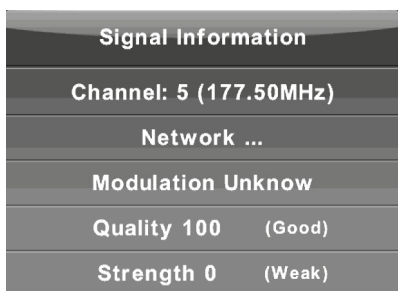 Signal Information
Channel: 5 (177.50MHz)
Network ...
Modulation Unknow
Quality 100 (Good)
Strength 0 (Weak)